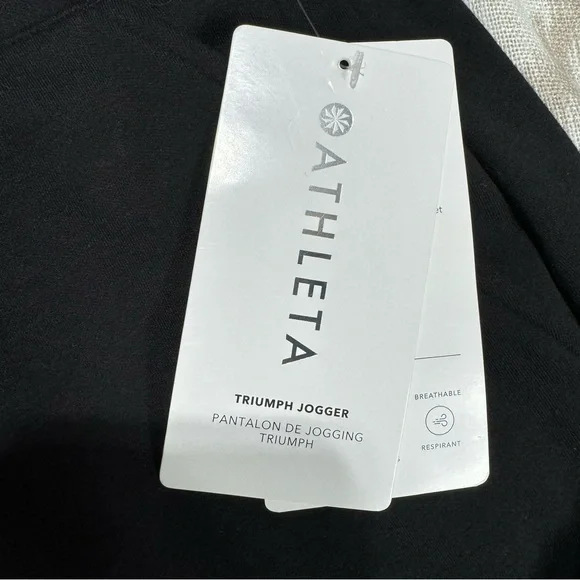 ATHLETA
TRIUMPH JOGGER
PANTALON DE JOGGING
TRIUMPH
BREATHABLE
RESPIRANT